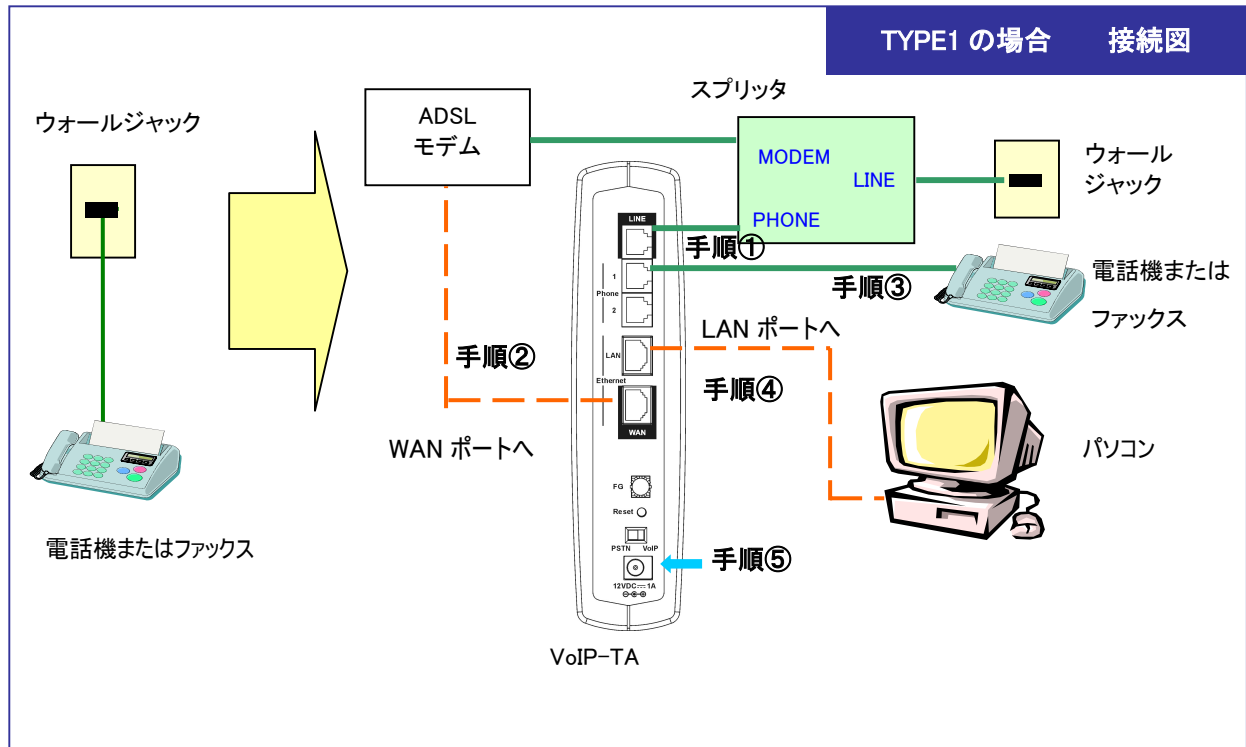 TYPE1 の場合 接続図
ウォールジャック
電話機またはファックス
ADSL
モデム
スプリッタ
MODEM
LINE
PHONE
ウォール
ジャック
LINE
手順①
1
Phone
2
手順③
電話機または
ファックス
LAN ポートへ
手順②
LAN
Ethernet
手順④
WAN
WAN ポートへ
パソコン
FG
Reset
PSTN VoIP
手順⑤
12VDC⎓1A
VoIP-TA